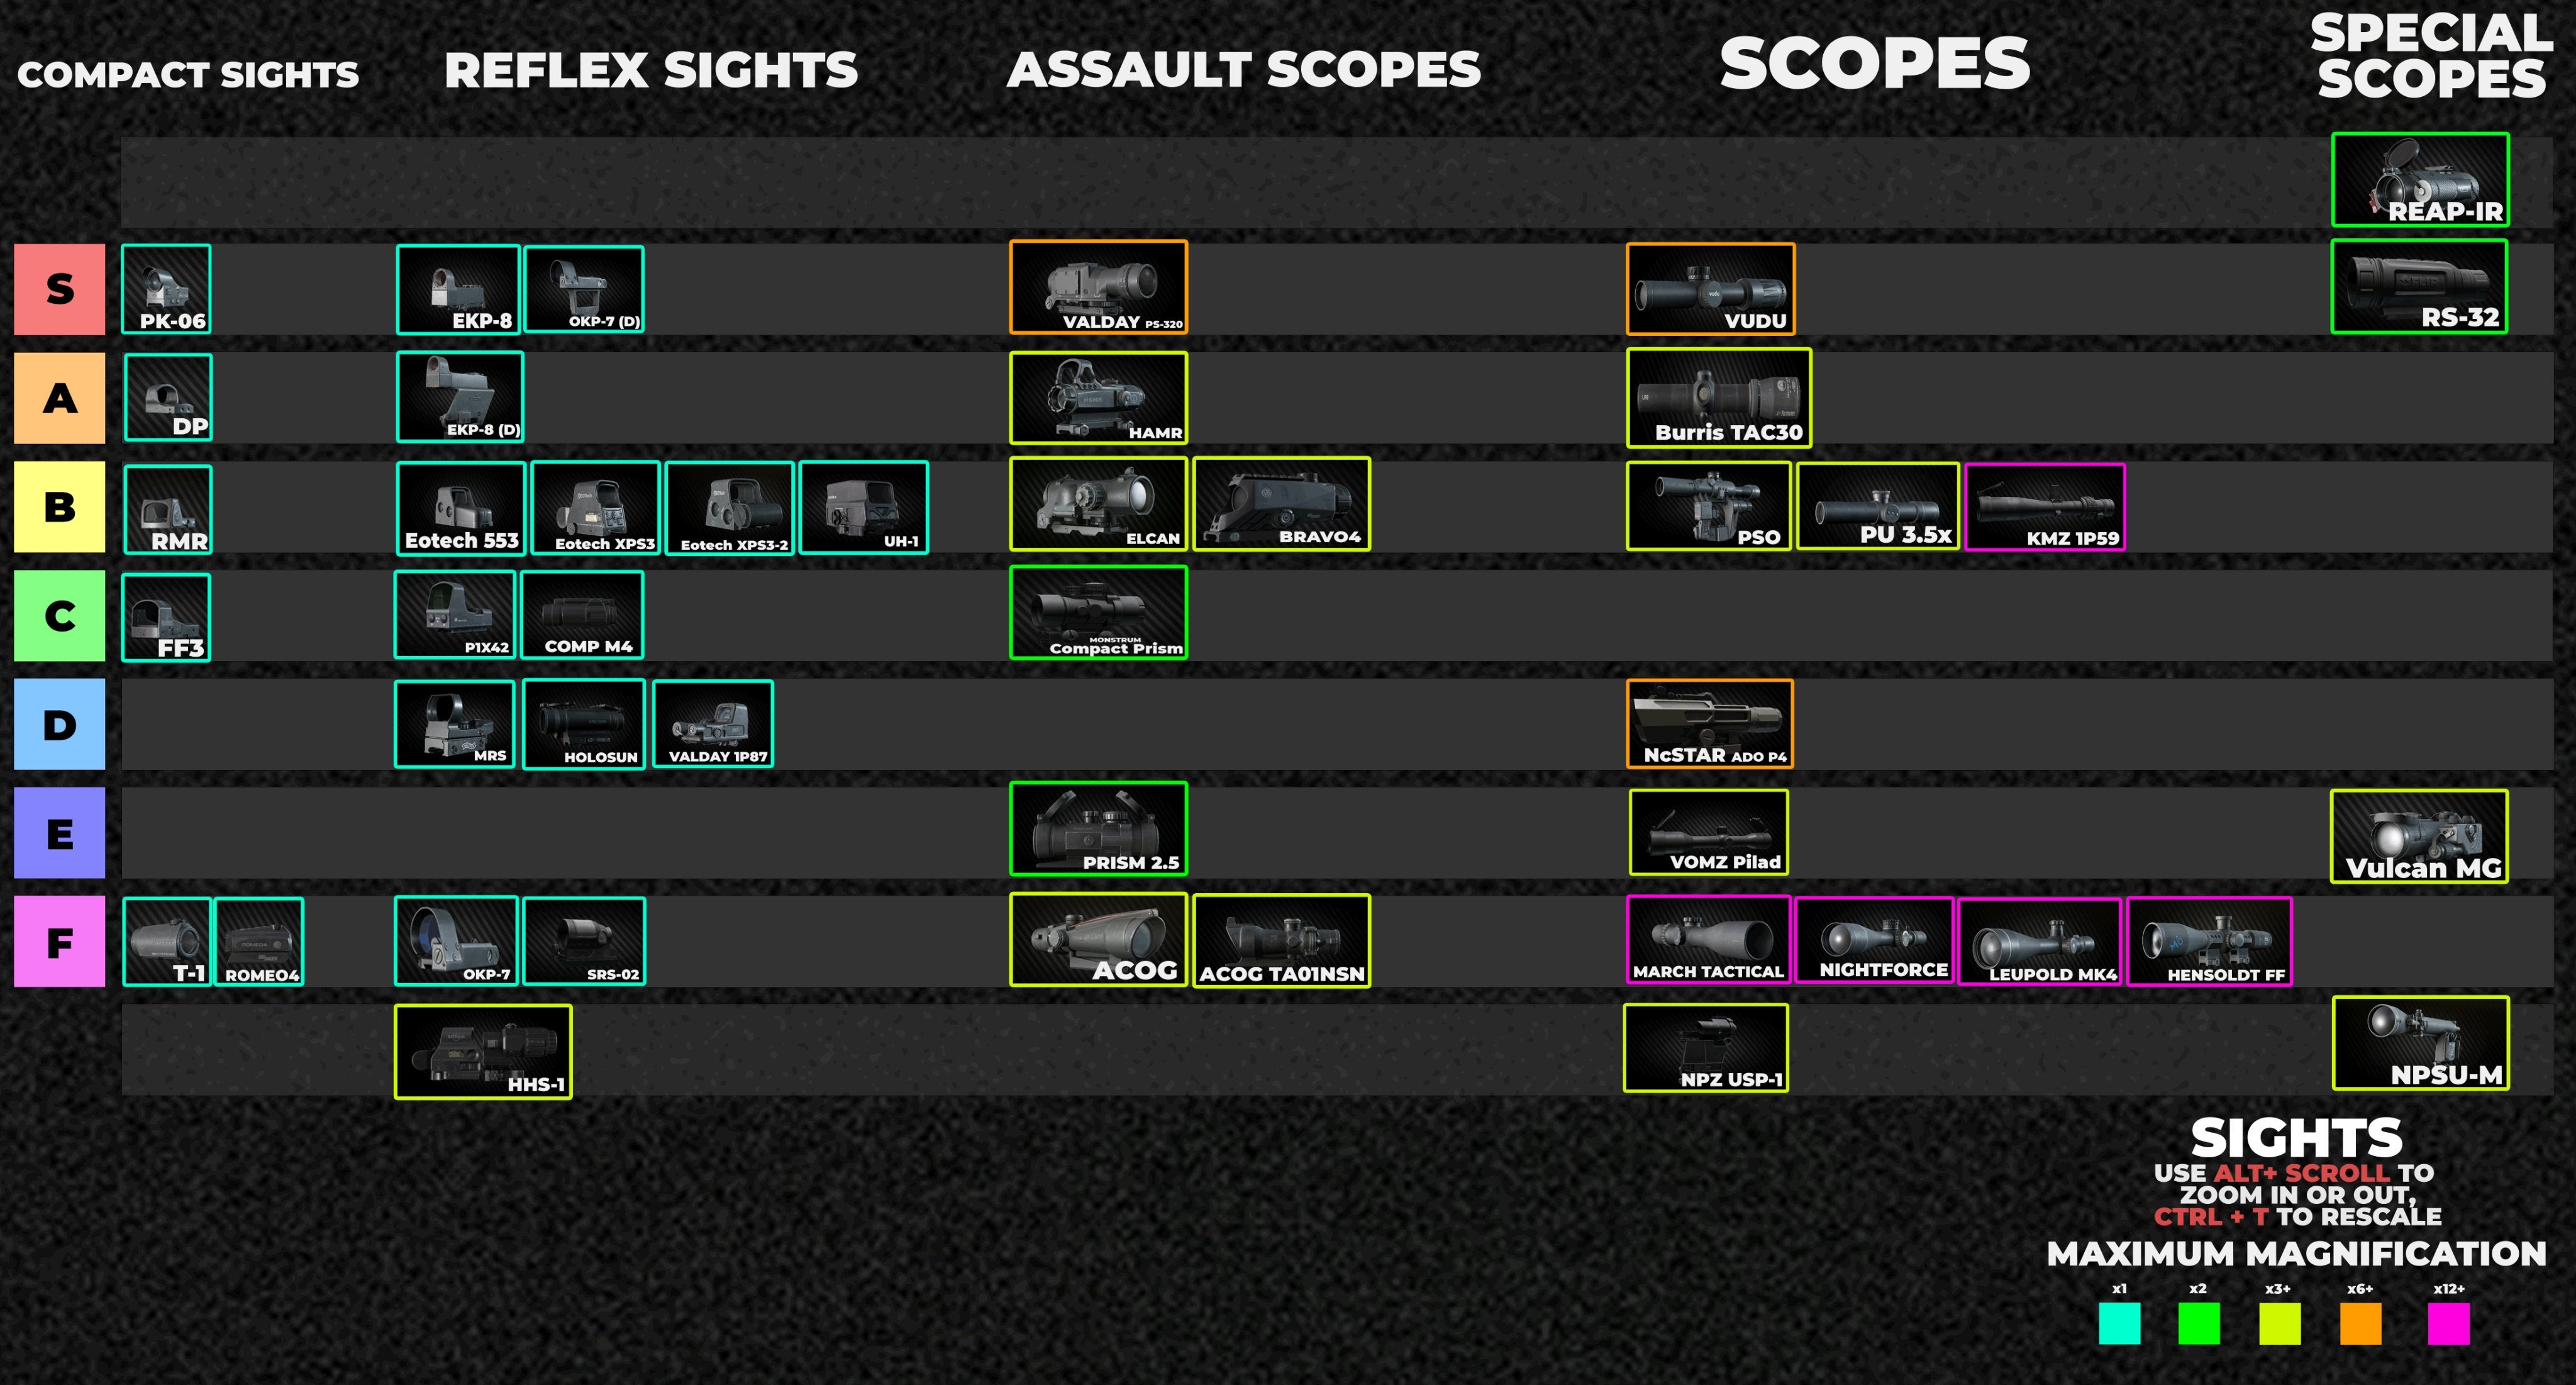 COMPACT SIGHTS
REFLEX SIGHTS
ASSAULT SCOPES
SCOPES
SPECIAL
SCOPES
REAP-IR
S
PK-06
EKP-8
OKP-7 (D)
VALDAY PS-320
VUDU
RS-32
A
DP
EKP-8 (D)
HAMR
Burris TAC30
B
RMR
Eotech 553
Eotech XPS3
Eotech XPS3-2
UH-1
ELCAN
BRAVO4
PSO
PU 3.5x
KMZ 1P59
C
FF3
P1X42
COMP M4
MONSTRUM
Compact Prism
D
MRS
HOLOSUN
VALDAY 1P87
NcSTAR ADO P4
E
PRISM 2.5
VOMZ Pilad
Vulcan MG
F
T-1
ROMEO4
OKP-7
SRS-02
ACOG
ACOG TA01NSN
MARCH TACTICAL
NIGHTFORCE
LEUPOLD MK4
HENSOLDT FF
HHS-1
NPZ USP-1
NPSU-M
SIGHTS
USE ALT+ SCROLL TO
ZOOM IN OR OUT,
CTRL + T TO RESCALE
MAXIMUM MAGNIFICATION
x1
x2
x3+
x6+
x12+